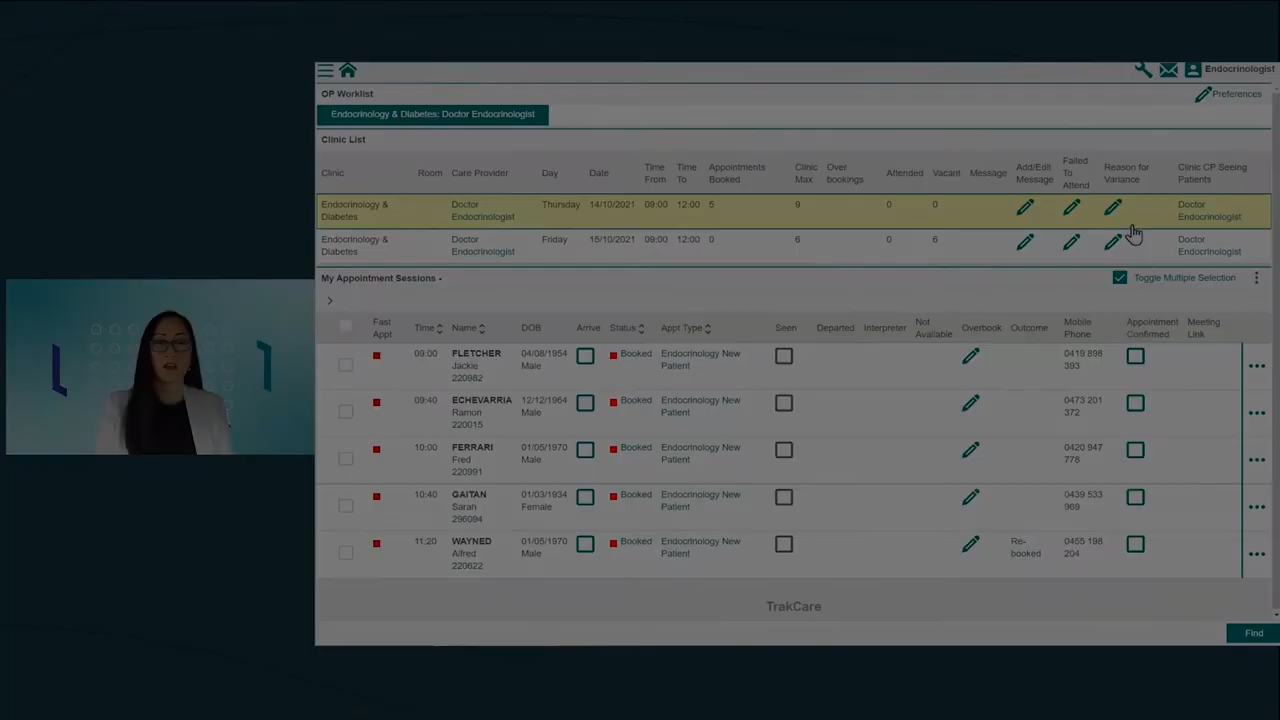 Endocrinologist
OP Worklist
Preferences
Endocrinology & Diabetes: Doctor Endocrinologist
Clinic List
Clinic Room Care Provider Day Date Time From Time To Appointments Booked Clinic Max Over bookings Attended Vacant Message Add/Edit Message Failed To Attend Reason for Variance Clinic CP Seeing Patients
Endocrinology & Diabetes Doctor Endocrinologist Thursday 14/10/2021 09:00 12:00 5 9 0 0 Doctor Endocrinologist
Endocrinology & Diabetes Doctor Endocrinologist Friday 15/10/2021 09:00 12:00 0 6 0 6 Doctor Endocrinologist
My Appointment Sessions -
Toggle Multiple Selection
Fast Appt Time Name DOB Arrive Status Appt Type Seen Departed Interpreter Not Available Overbook Outcome Mobile Phone Appointment Confirmed Meeting Link
09:00 FLETCHER Jackie 220982 04/08/1954 Male Booked Endocrinology New Patient 0419 898 393
09:40 ECHEVARRIA Ramon 220015 12/12/1964 Male Booked Endocrinology New Patient 0473 201 372
10:00 FERRARI Fred 220991 01/05/1970 Male Booked Endocrinology New Patient 0420 947 778
10:40 GAITAN Sarah 296094 01/03/1934 Female Booked Endocrinology New Patient 0439 533 969
11:20 WAYNED Alfred 220622 01/05/1970 Male Booked Endocrinology New Patient Re-booked 0455 198 204
TrakCare
Find